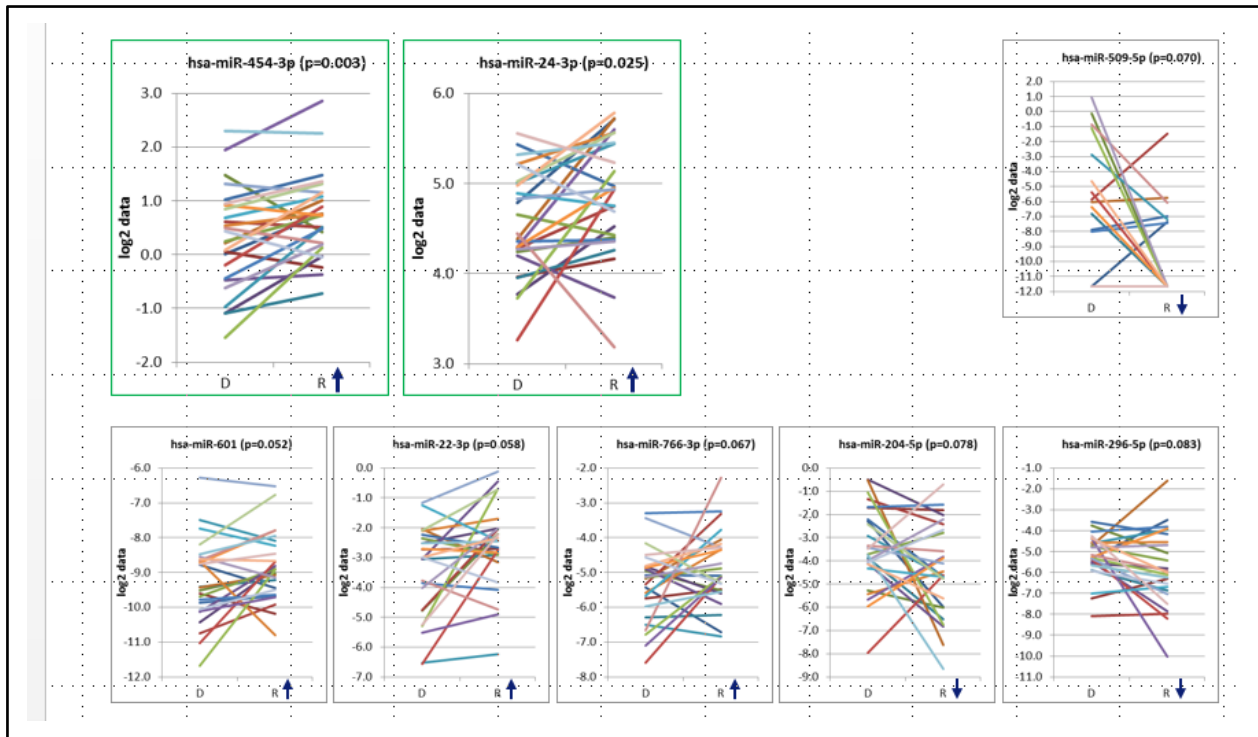 hsa-miR-454-3p (p=0.003)
3.0
2.0
1.0
0.0
-1.0
-2.0
log2 data
D
R
hsa-miR-24-3p (p=0.025)
6.0
5.0
4.0
3.0
log2 data
D
R
hsa-miR-509-5p (p=0.070)
2.0
1.0
0.0
-1.0
-2.0
-3.0
-4.0
-5.0
-6.0
-7.0
-8.0
-9.0
-10.0
-11.0
-12.0
log2 data
D
R
hsa-miR-601 (p=0.052)
-6.0
-7.0
-8.0
-9.0
-10.0
-11.0
-12.0
log2 data
D
R
hsa-miR-22-3p (p=0.058)
0.0
-1.0
-2.0
-3.0
-4.0
-5.0
-6.0
-7.0
log2 data
D
R
hsa-miR-766-3p (p=0.067)
-2.0
-3.0
-4.0
-5.0
-6.0
-7.0
-8.0
log2 data
D
R
hsa-miR-204-5p (p=0.078)
0.0
-1.0
-2.0
-3.0
-4.0
-5.0
-6.0
-7.0
-8.0
-9.0
log2 data
D
R
hsa-miR-296-5p (p=0.083)
-1.0
-2.0
-3.0
-4.0
-5.0
-6.0
-7.0
-8.0
-9.0
-10.0
-11.0
log2 data
D
R